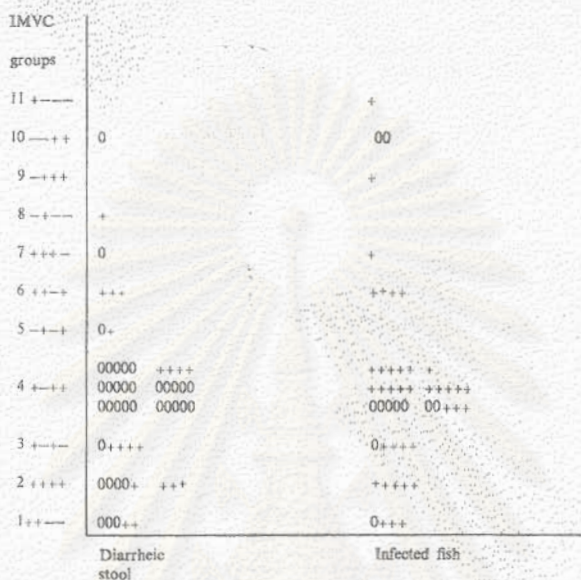 IMVC
groups
11 +--- +
10 --++ 0 00
9 -+++ +
8 -+-- +
7 +++- 0 +
6 ++-+ +++ ++++
5 -+-+ 0+
00000 ++++ +++++ +
4 +-++ 00000 00000 +++++ +++++
00000 00000 00000 00+++
3 +-+- 0++++ 0++++
2 ++++ 0000+ +++ +++++
1 ++-- 000++ 0+++
Diarrheic Infected fish
stool